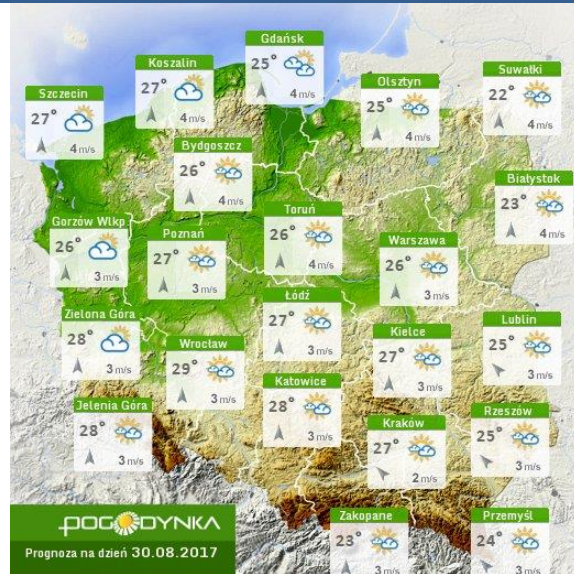 Gdańsk
25°
4 m/s
Koszalin
27°
4 m/s
Szczecin
27°
4 m/s
Olsztyn
25°
4 m/s
Suwałki
22°
4 m/s
Bydgoszcz
26°
4 m/s
Białystok
23°
4 m/s
Gorzów Wlkp
26°
3 m/s
Poznań
27°
3 m/s
Toruń
26°
4 m/s
Warszawa
26°
3 m/s
Zielona Góra
28°
3 m/s
Wrocław
29°
3 m/s
Łódź
27°
3 m/s
Kielce
27°
3 m/s
Lublin
25°
3 m/s
Jelenia Góra
28°
3 m/s
Katowice
28°
3 m/s
Kraków
27°
2 m/s
Rzeszów
25°
3 m/s
Zakopane
23°
3 m/s
Przemyśl
24°
3 m/s
POGODYNKA
Prognoza na dzień 30.08.2017